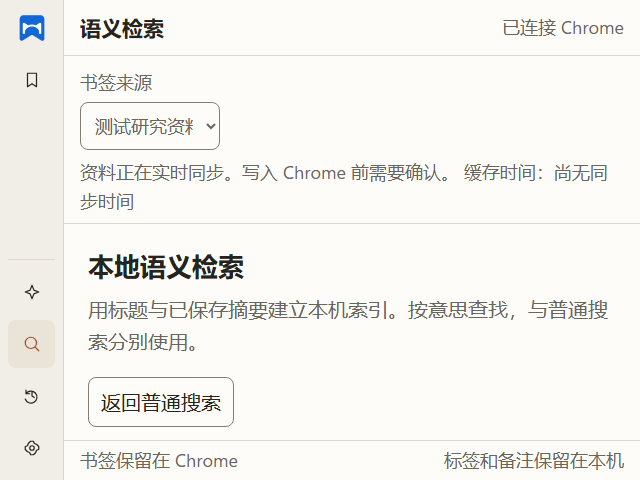 语义检索
已连接 Chrome
书签来源
测试研究资料
资料正在实时同步。写入 Chrome 前需要确认。 缓存时间：尚无同
步时间
本地语义检索
用标题与已保存摘要建立本机索引。按意思查找，与普通搜
索分别使用。
返回普通搜索
书签保留在 Chrome
标签和备注保留在本机